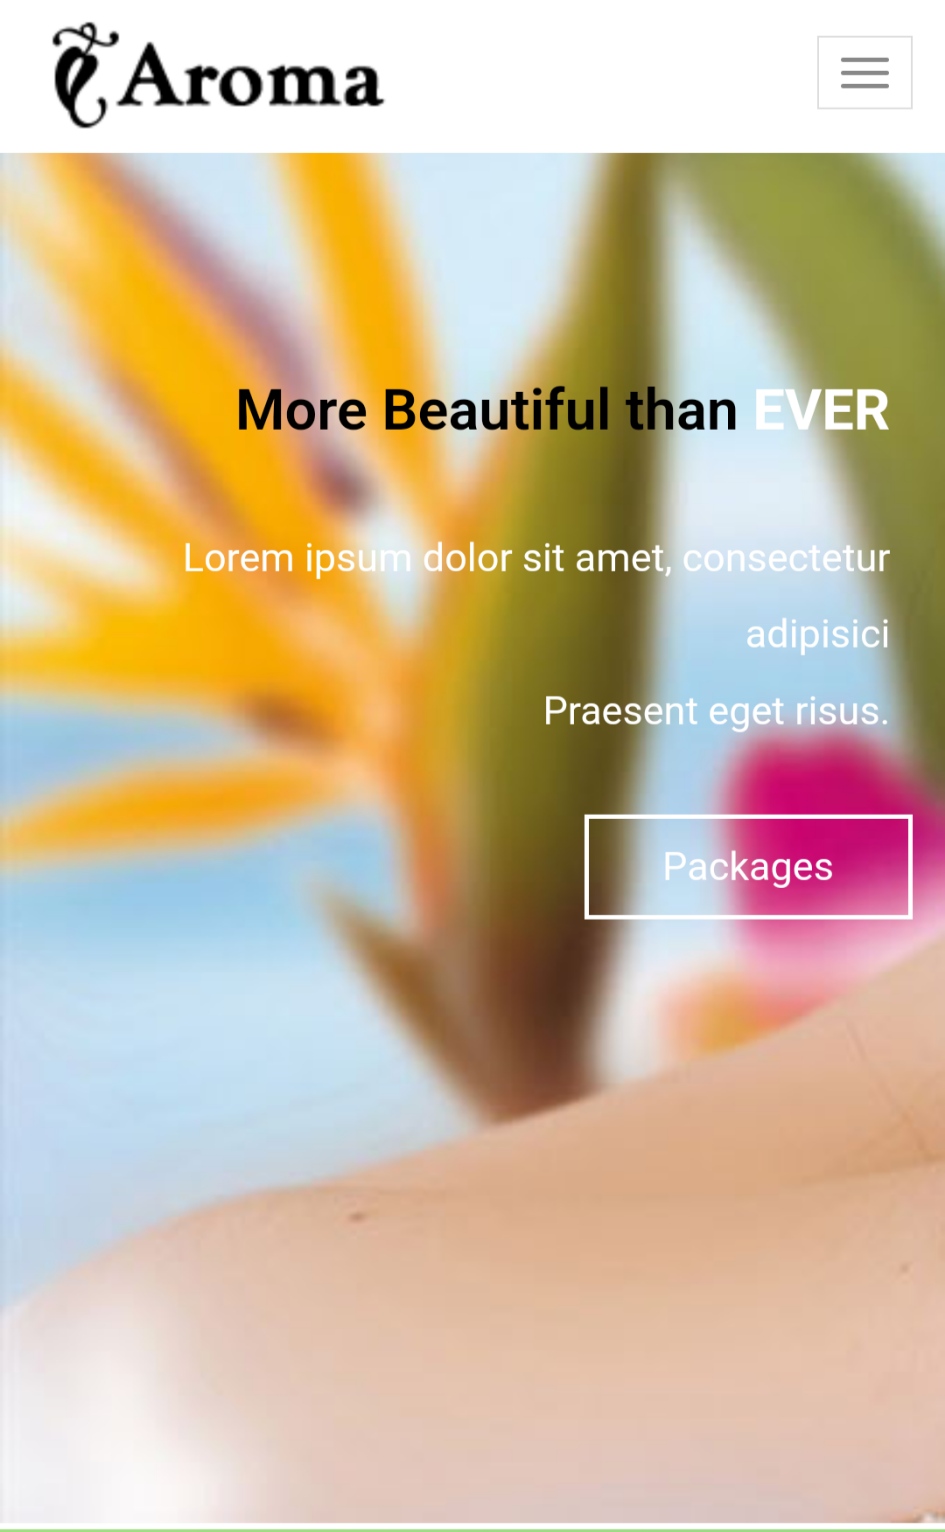 Aroma
More Beautiful than EVER
Lorem ipsum dolor sit amet, consectetur
adipisici
Praesent eget risus.
Packages